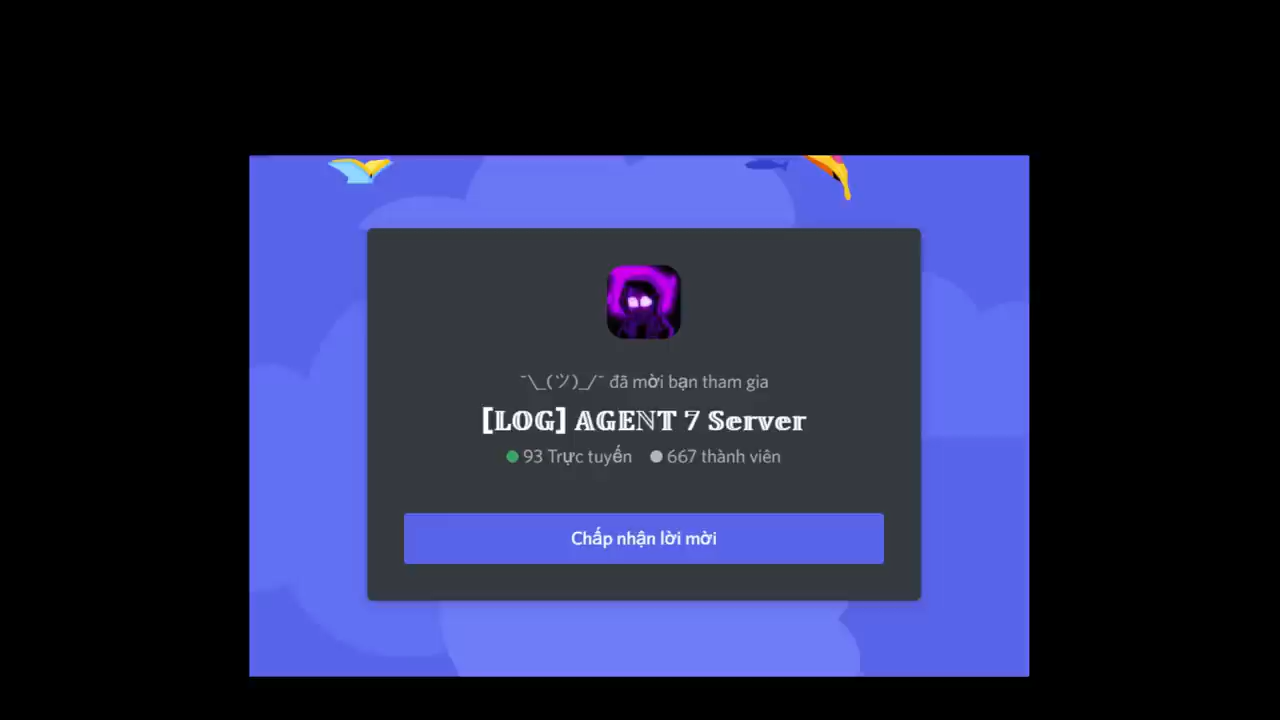 ¯\_(ツ)_/¯ đã mời bạn tham gia
[LOG] AGENT 7 Server
93 Trực tuyến 667 thành viên
Chấp nhận lời mời